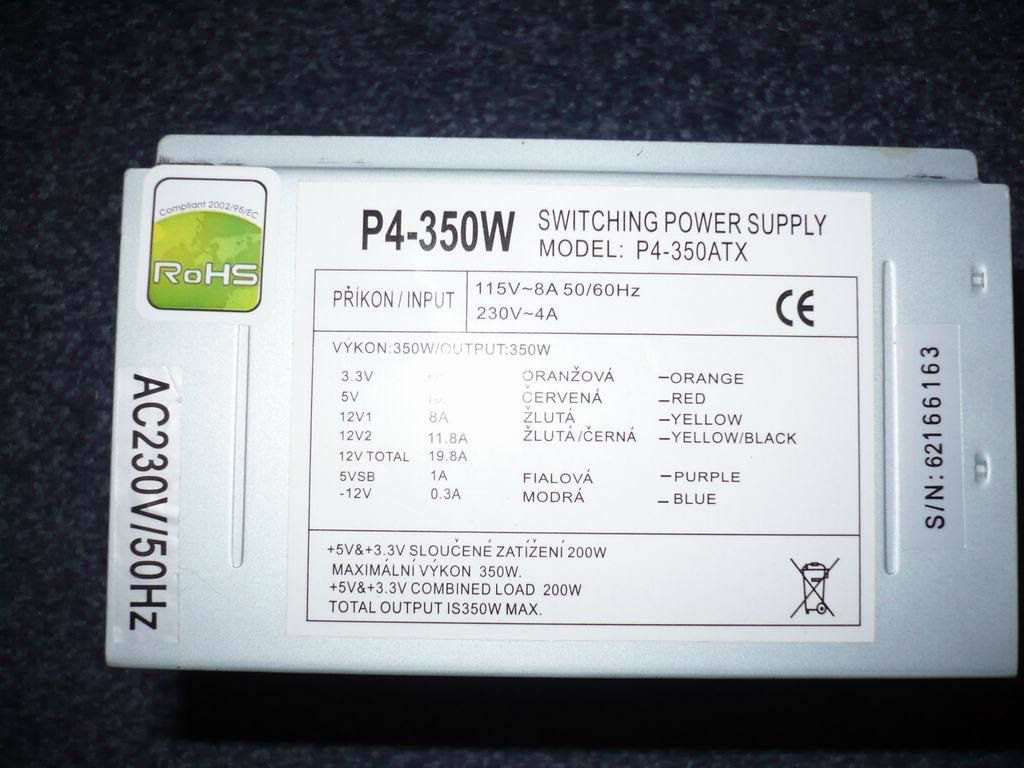 Compliant 2002/95/EC
RoHS
P4-350W
SWITCHING POWER SUPPLY
MODEL: P4-350ATX
PŘÍKON/INPUT
115V~8A 50/60Hz
230V~4A
CE
VÝKON:350W/OUTPUT:350W
3.3V ORANŽOVÁ –ORANGE
5V ČERVENÁ –RED
12V1 8A ŽLUTÁ –YELLOW
12V2 11.8A ŽLUTÁ/ČERNÁ –YELLOW/BLACK
12V TOTAL 19.8A
5VSB 1A FIALOVÁ –PURPLE
-12V 0.3A MODRÁ –BLUE
+5V&+3.3V SLOUČENÉ ZATÍŽENÍ 200W
MAXIMÁLNÍ VÝKON 350W.
+5V&+3.3V COMBINED LOAD 200W
TOTAL OUTPUT IS350W MAX.
AC230V/50Hz
S/N:62166163